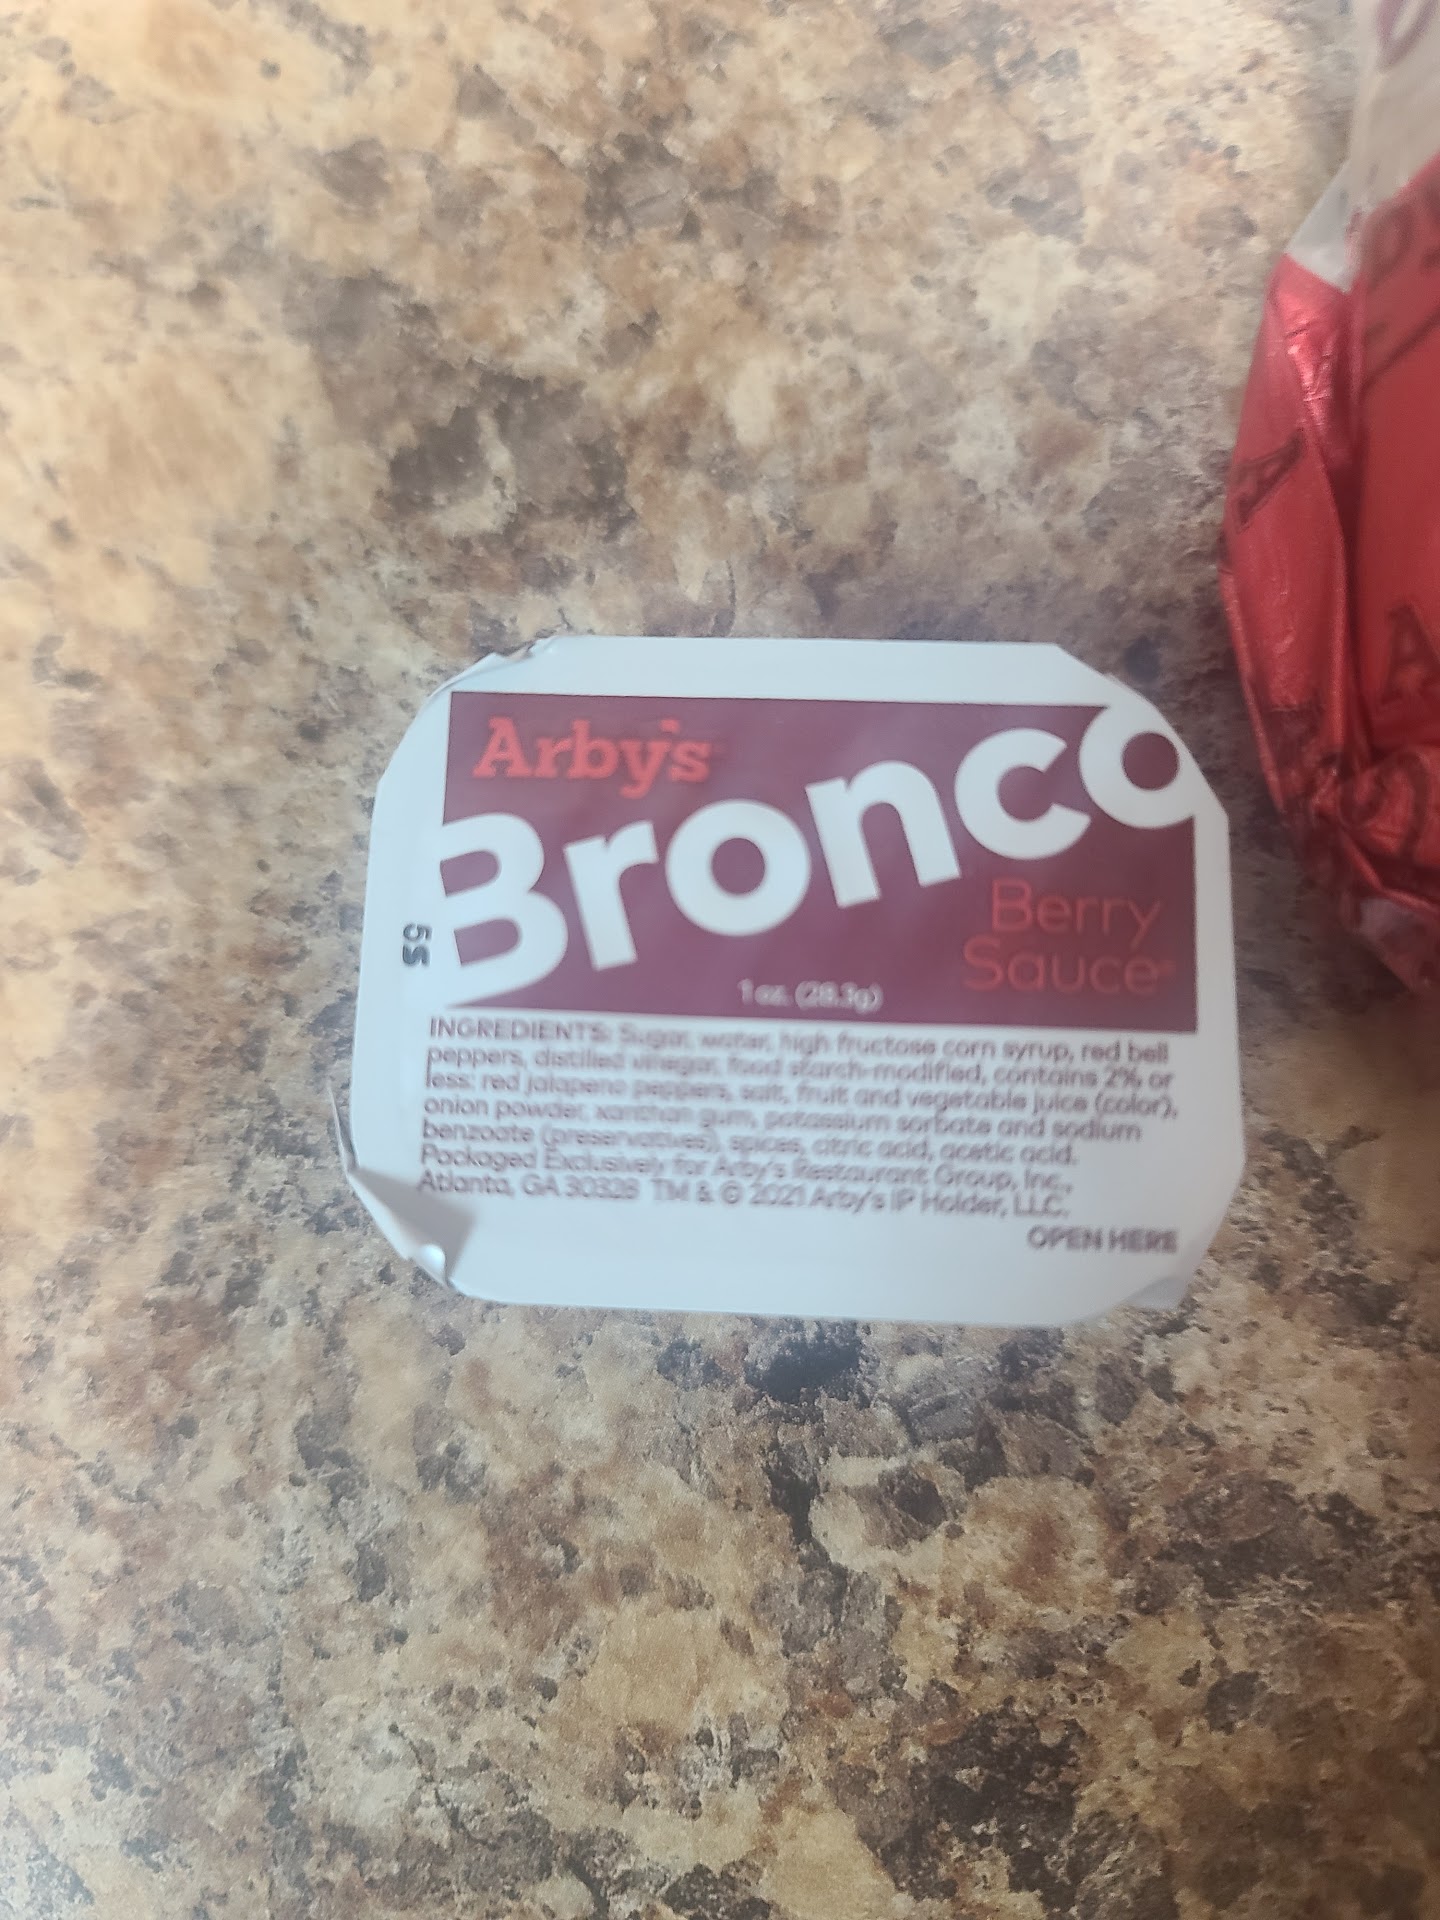 Arby's
Bronco
Berry
Sauce
1 oz. (28.3g)
5S
INGREDIENTS: Sugar, water, high fructose corn syrup, red bell
peppers, distilled vinegar, food starch-modified, contains 2% or
less: red jalapeno peppers, salt, fruit and vegetable juice (color),
onion powder, xanthan gum, potassium sorbate and sodium
benzoate (preservatives), spices, citric acid, acetic acid.
Packaged Exclusively for Arby's Restaurant Group, Inc.,
Atlanta, GA 30328 TM & © 2021 Arby's IP Holder, LLC.
OPEN HERE